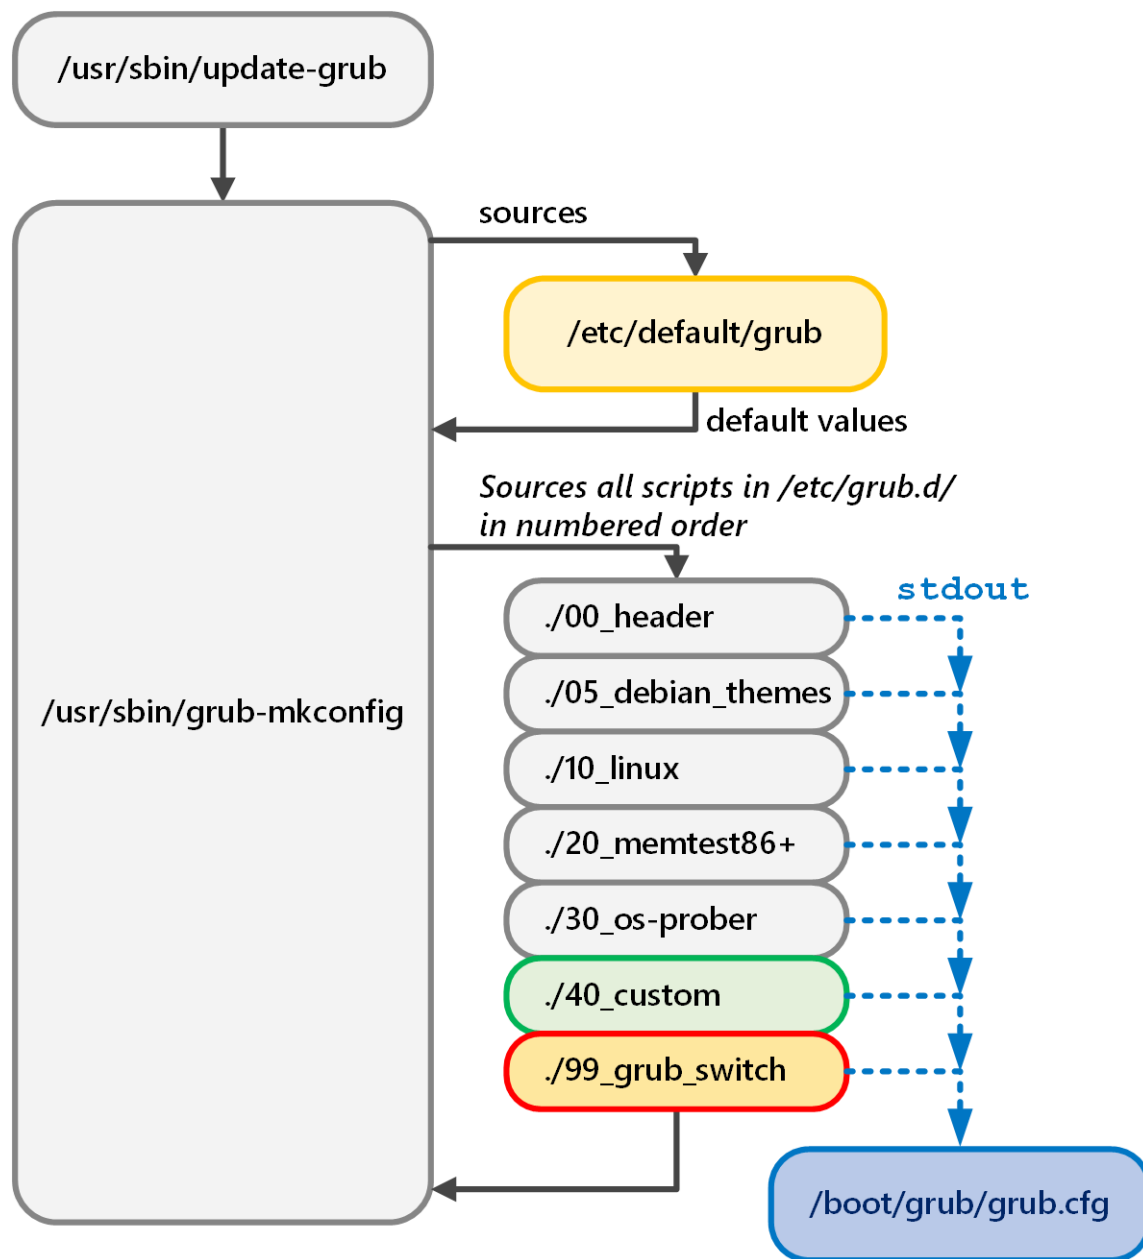 /usr/sbin/update-grub
sources
/etc/default/grub
default values
/usr/sbin/grub-mkconfig
Sources all scripts in /etc/grub.d/
in numbered order
stdout
./00_header
./05_debian_themes
./10_linux
./20_memtest86+
./30_os-prober
./40_custom
./99_grub_switch
/boot/grub/grub.cfg